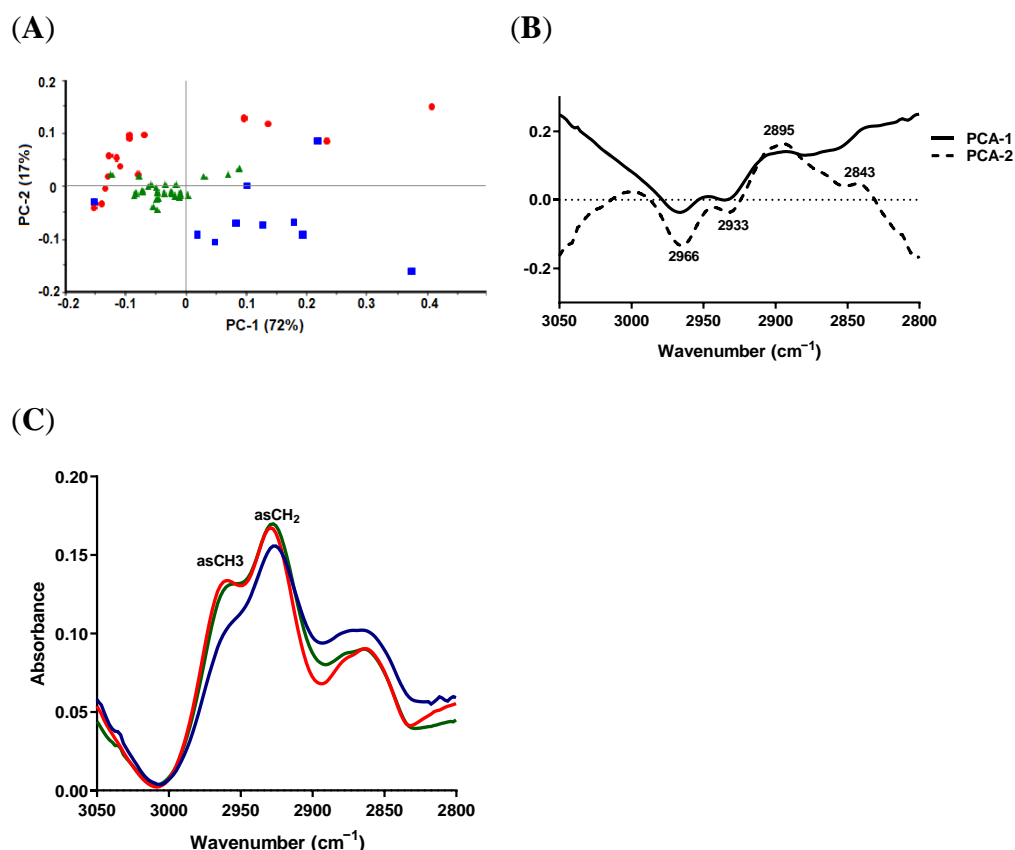 (A)
0.2
0.1
0
-0.1
-0.2
PC-2 (17%)
-0.2 -0.1 0 0.1 0.2 0.3 0.4
PC-1 (72%)
(B)
0.2
0.0
-0.2
2895
2843
2933
2966
PCA-1
PCA-2
3050 3000 2950 2900 2850 2800
Wavenumber (cm⁻¹)
(C)
0.20
0.15
0.10
0.05
0.00
Absorbance
asCH₂
asCH3
3050 3000 2950 2900 2850 2800
Wavenumber (cm⁻¹)